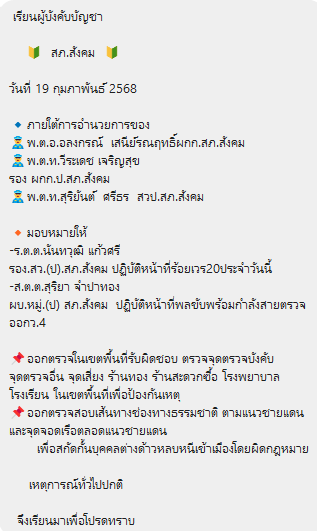 เรียนผู้บังคับบัญชา
🔰 สภ.สังคม 🔰
วันที่ 19 กุมภาพันธ์ 2568
🔹ภายใต้การอำนวยการของ
👮พ.ต.อ.อลงกรณ์ เสนีย์รณฤทธิ์ผกก.สภ.สังคม
👮พ.ต.ท.วีระเดช เจริญสุข
รอง ผกก.ป.สภ.สังคม
👮พ.ต.ท.สุริยันต์ ศรีธร สวป.สภ.สังคม
🔸มอบหมายให้
-ร.ต.ต.นันทวุฒิ แก้วศรี
รอง.สว.(ป).สภ.สังคม ปฏิบัติหน้าที่ร้อยเวร20ประจำวันนี้
-ส.ต.ต.สุริยา จำปาทอง
ผบ.หมู่.(ป) สภ.สังคม ปฏิบัติหน้าที่พลขับพร้อมกำลังสายตรวจ
ออกว.4
📌ออกตรวจในเขตพื้นที่รับผิดชอบ ตรวจจุดตรวจบังคับ
จุดตรวจอื่น จุดเสี่ยง ร้านทอง ร้านสะดวกซื้อ โรงพยาบาล
โรงเรียน ในเขตพื้นที่เพื่อป้องกันเหตุ
📌ออกตรวจสอบเส้นทางช่องทางธรรมชาติ ตามแนวชายแดน
และจุดจอดเรือตลอดแนวชายแดน
เพื่อสกัดกั้นบุคคลต่างด้าวหลบหนีเข้าเมืองโดยผิดกฎหมาย
เหตุการณ์ทั่วไปปกติ
จึงเรียนมาเพื่อโปรดทราบ